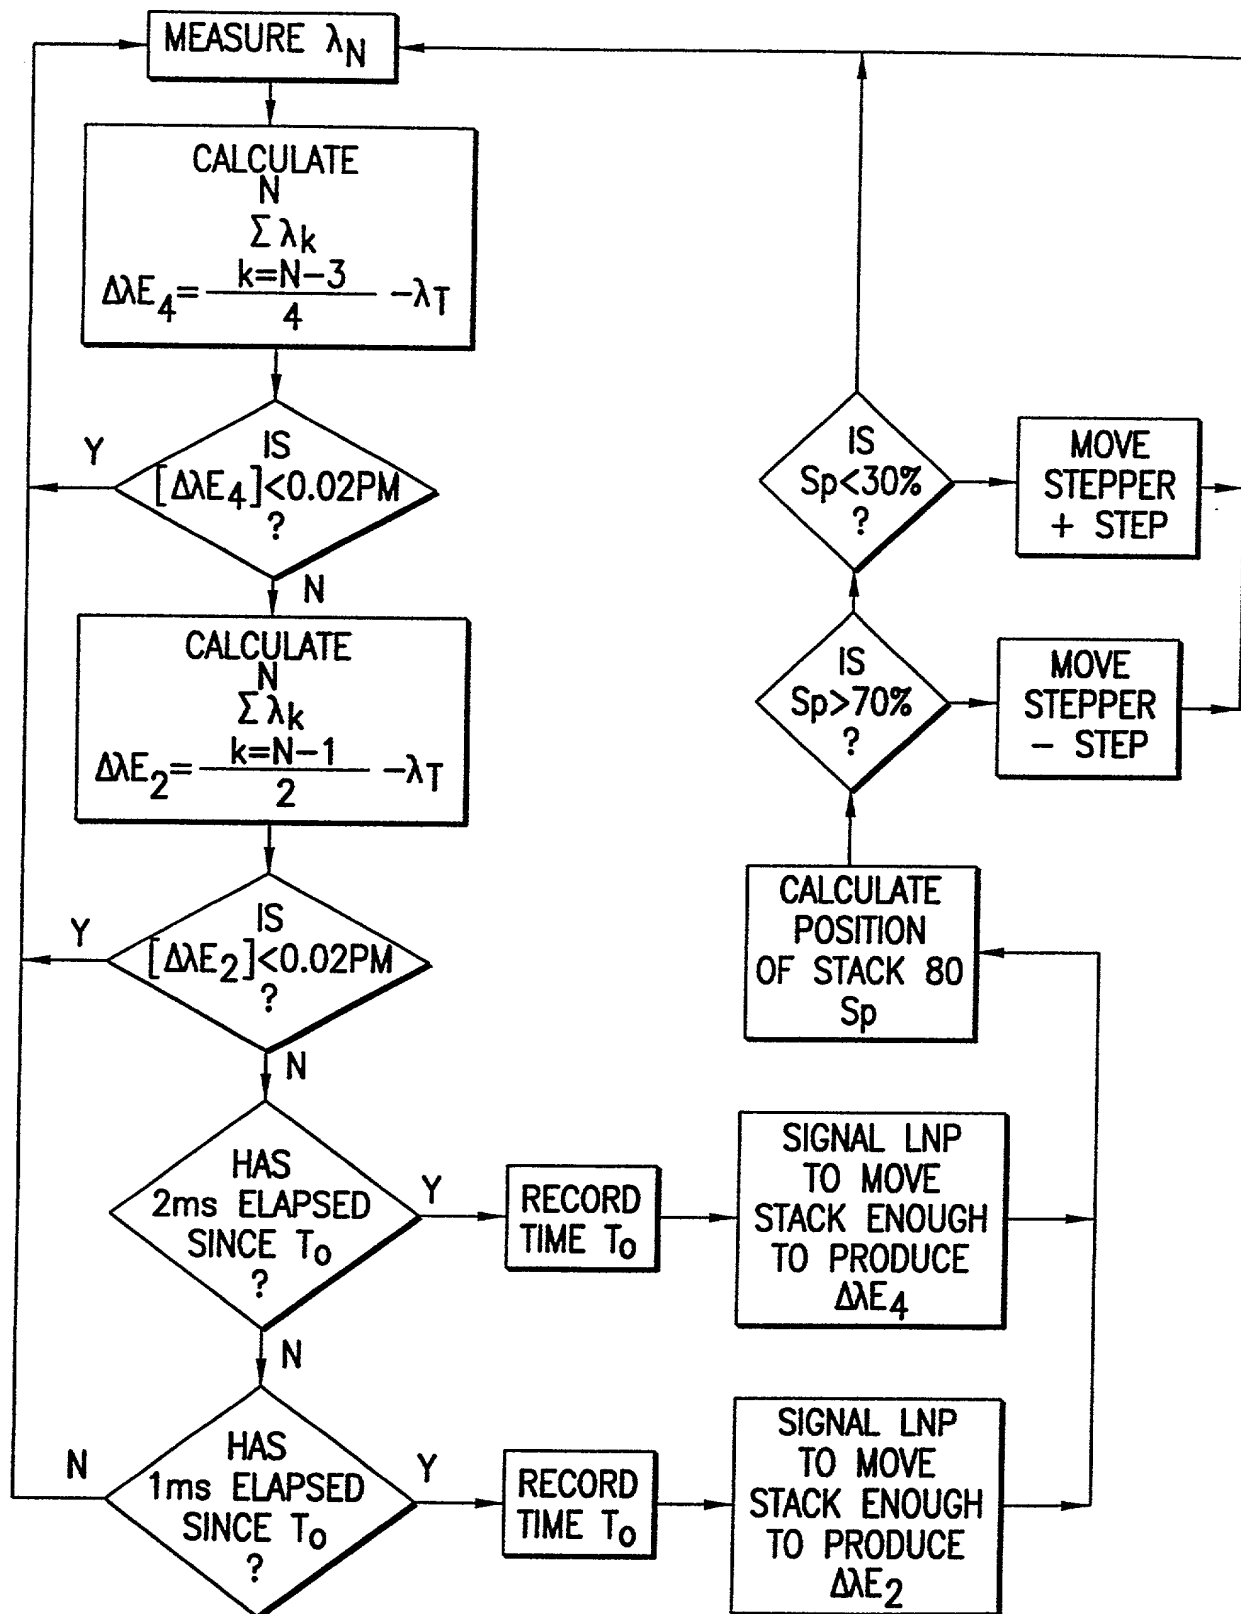 MEASURE λN
CALCULATE
N
Σ λk
k=N-3
ΔλE4= -λT
4
Y
IS
[ΔλE4]<0.02PM
?
N
CALCULATE
N
Σ λk
k=N-1
ΔλE2= -λT
2
Y
IS
[ΔλE2]<0.02PM
?
N
HAS
2ms ELAPSED
SINCE To
?
Y
RECORD
TIME To
SIGNAL LNP
TO MOVE
STACK ENOUGH
TO PRODUCE
ΔλE4
N
N
HAS
1ms ELAPSED
SINCE To
?
Y
RECORD
TIME To
SIGNAL LNP
TO MOVE
STACK ENOUGH
TO PRODUCE
ΔλE2
CALCULATE
POSITION
OF STACK 80
Sp
IS
Sp>70%
?
MOVE
STEPPER
- STEP
IS
Sp<30%
?
MOVE
STEPPER
+ STEP